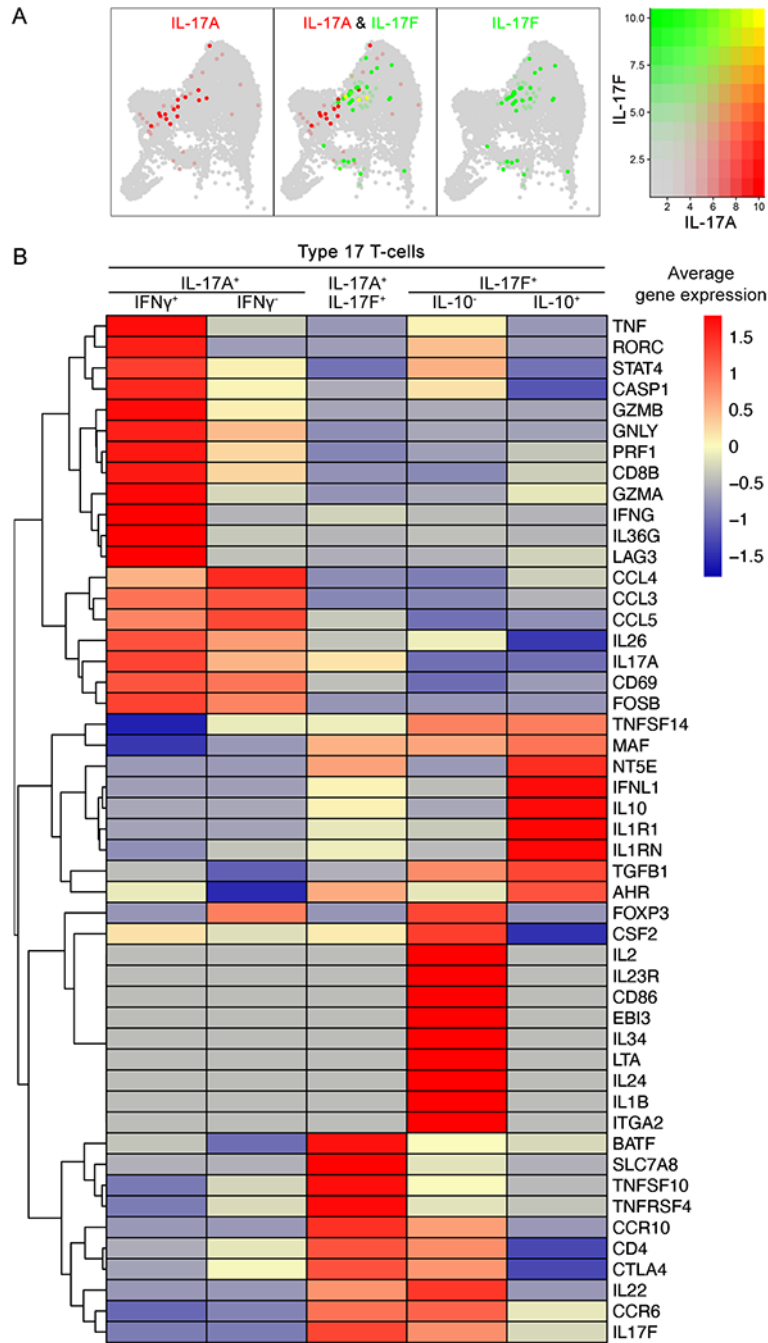 A
IL-17A
IL-17A & IL-17F
IL-17F
IL-17F
10.0
7.5
5.0
2.5
2 4 6 8 10
IL-17A
B
Type 17 T-cells
IL-17A⁺
IL-17A⁺
IL-17F⁺
IL-17F⁺
IFNγ⁺
IFNγ⁻
IL-10⁻
IL-10⁺
Average
gene expression
1.5
1
0.5
0
−0.5
−1
−1.5
TNF
RORC
STAT4
CASP1
GZMB
GNLY
PRF1
CD8B
GZMA
IFNG
IL36G
LAG3
CCL4
CCL3
CCL5
IL26
IL17A
CD69
FOSB
TNFSF14
MAF
NT5E
IFNL1
IL10
IL1R1
IL1RN
TGFB1
AHR
FOXP3
CSF2
IL2
IL23R
CD86
EBI3
IL34
LTA
IL24
IL1B
ITGA2
BATF
SLC7A8
TNFSF10
TNFRSF4
CCR10
CD4
CTLA4
IL22
CCR6
IL17F